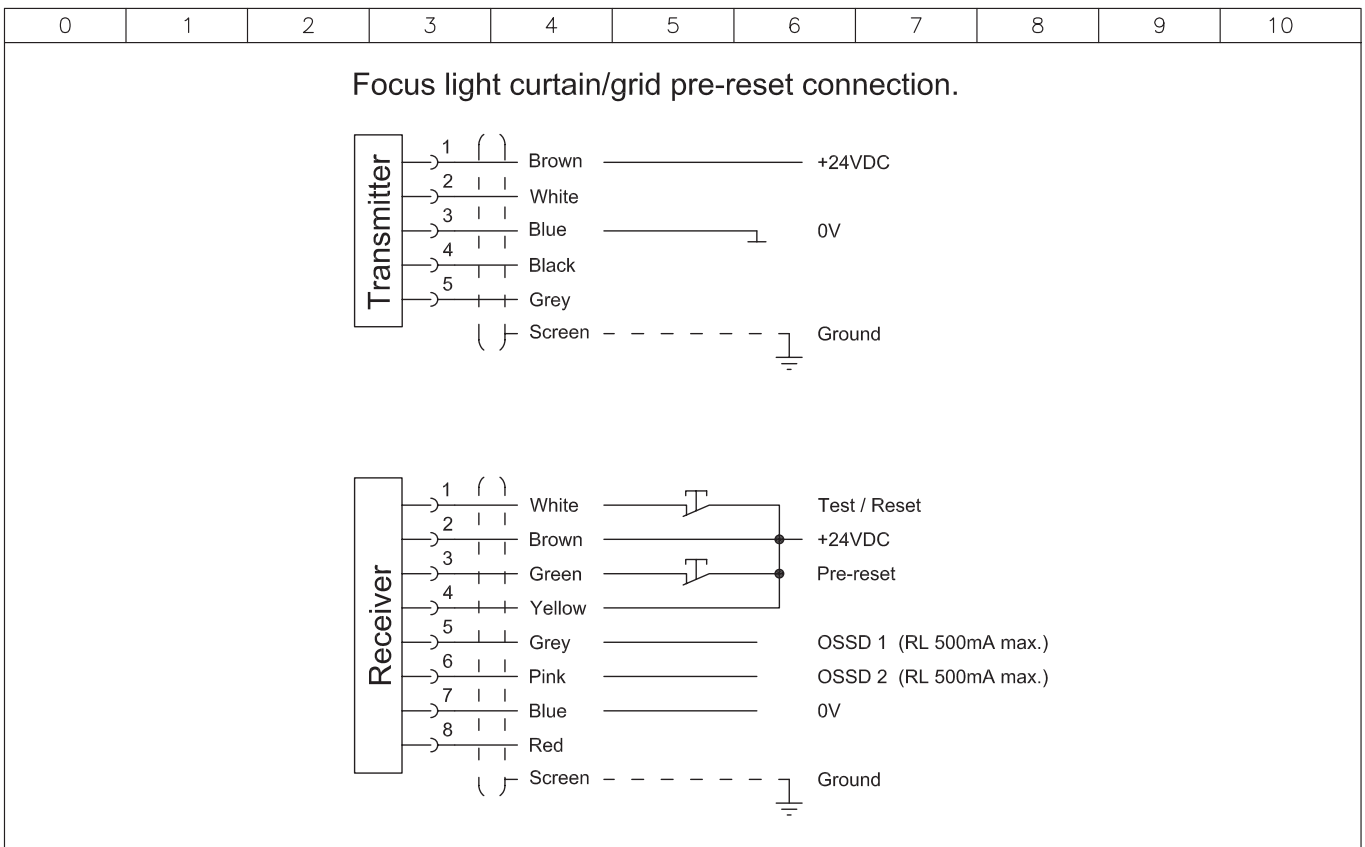 0 1 2 3 4 5 6 7 8 9 10
Focus light curtain/grid pre-reset connection.
Transmitter
1 Brown +24VDC
2 White
3 Blue 0V
4 Black
5 Grey
Screen Ground
Receiver
1 White Test / Reset
2 Brown +24VDC
3 Green Pre-reset
4 Yellow
5 Grey OSSD 1 (RL 500mA max.)
6 Pink OSSD 2 (RL 500mA max.)
7 Blue 0V
8 Red
Screen Ground